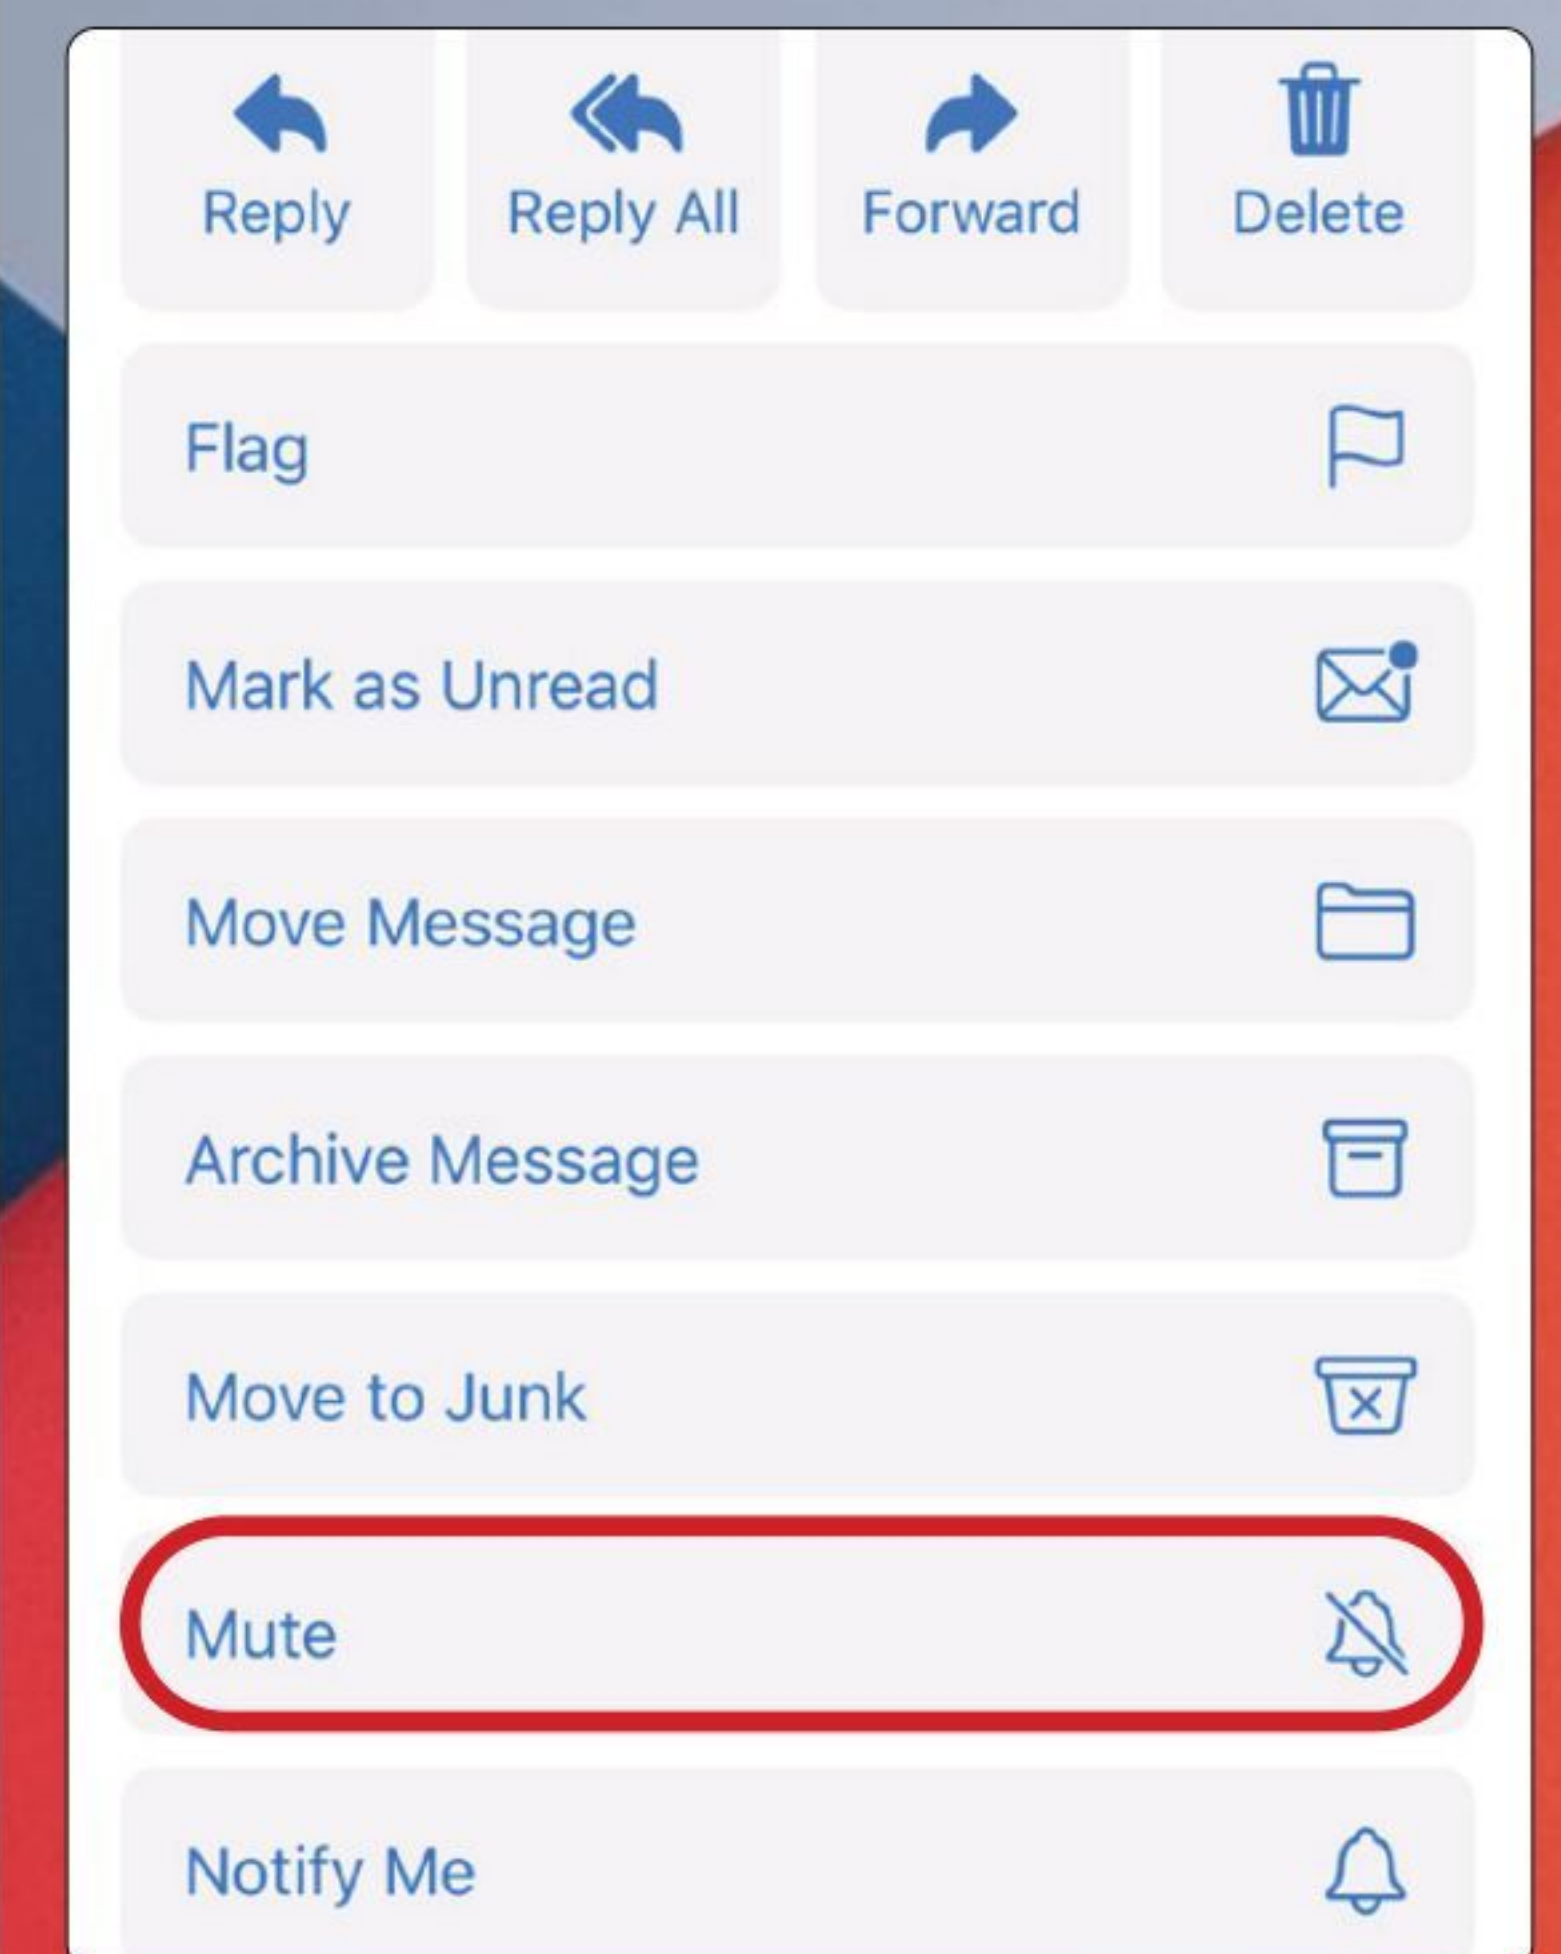 Reply Reply All Forward Delete
Flag
Mark as Unread
Move Message
Archive Message
Move to Junk
Mute
Notify Me